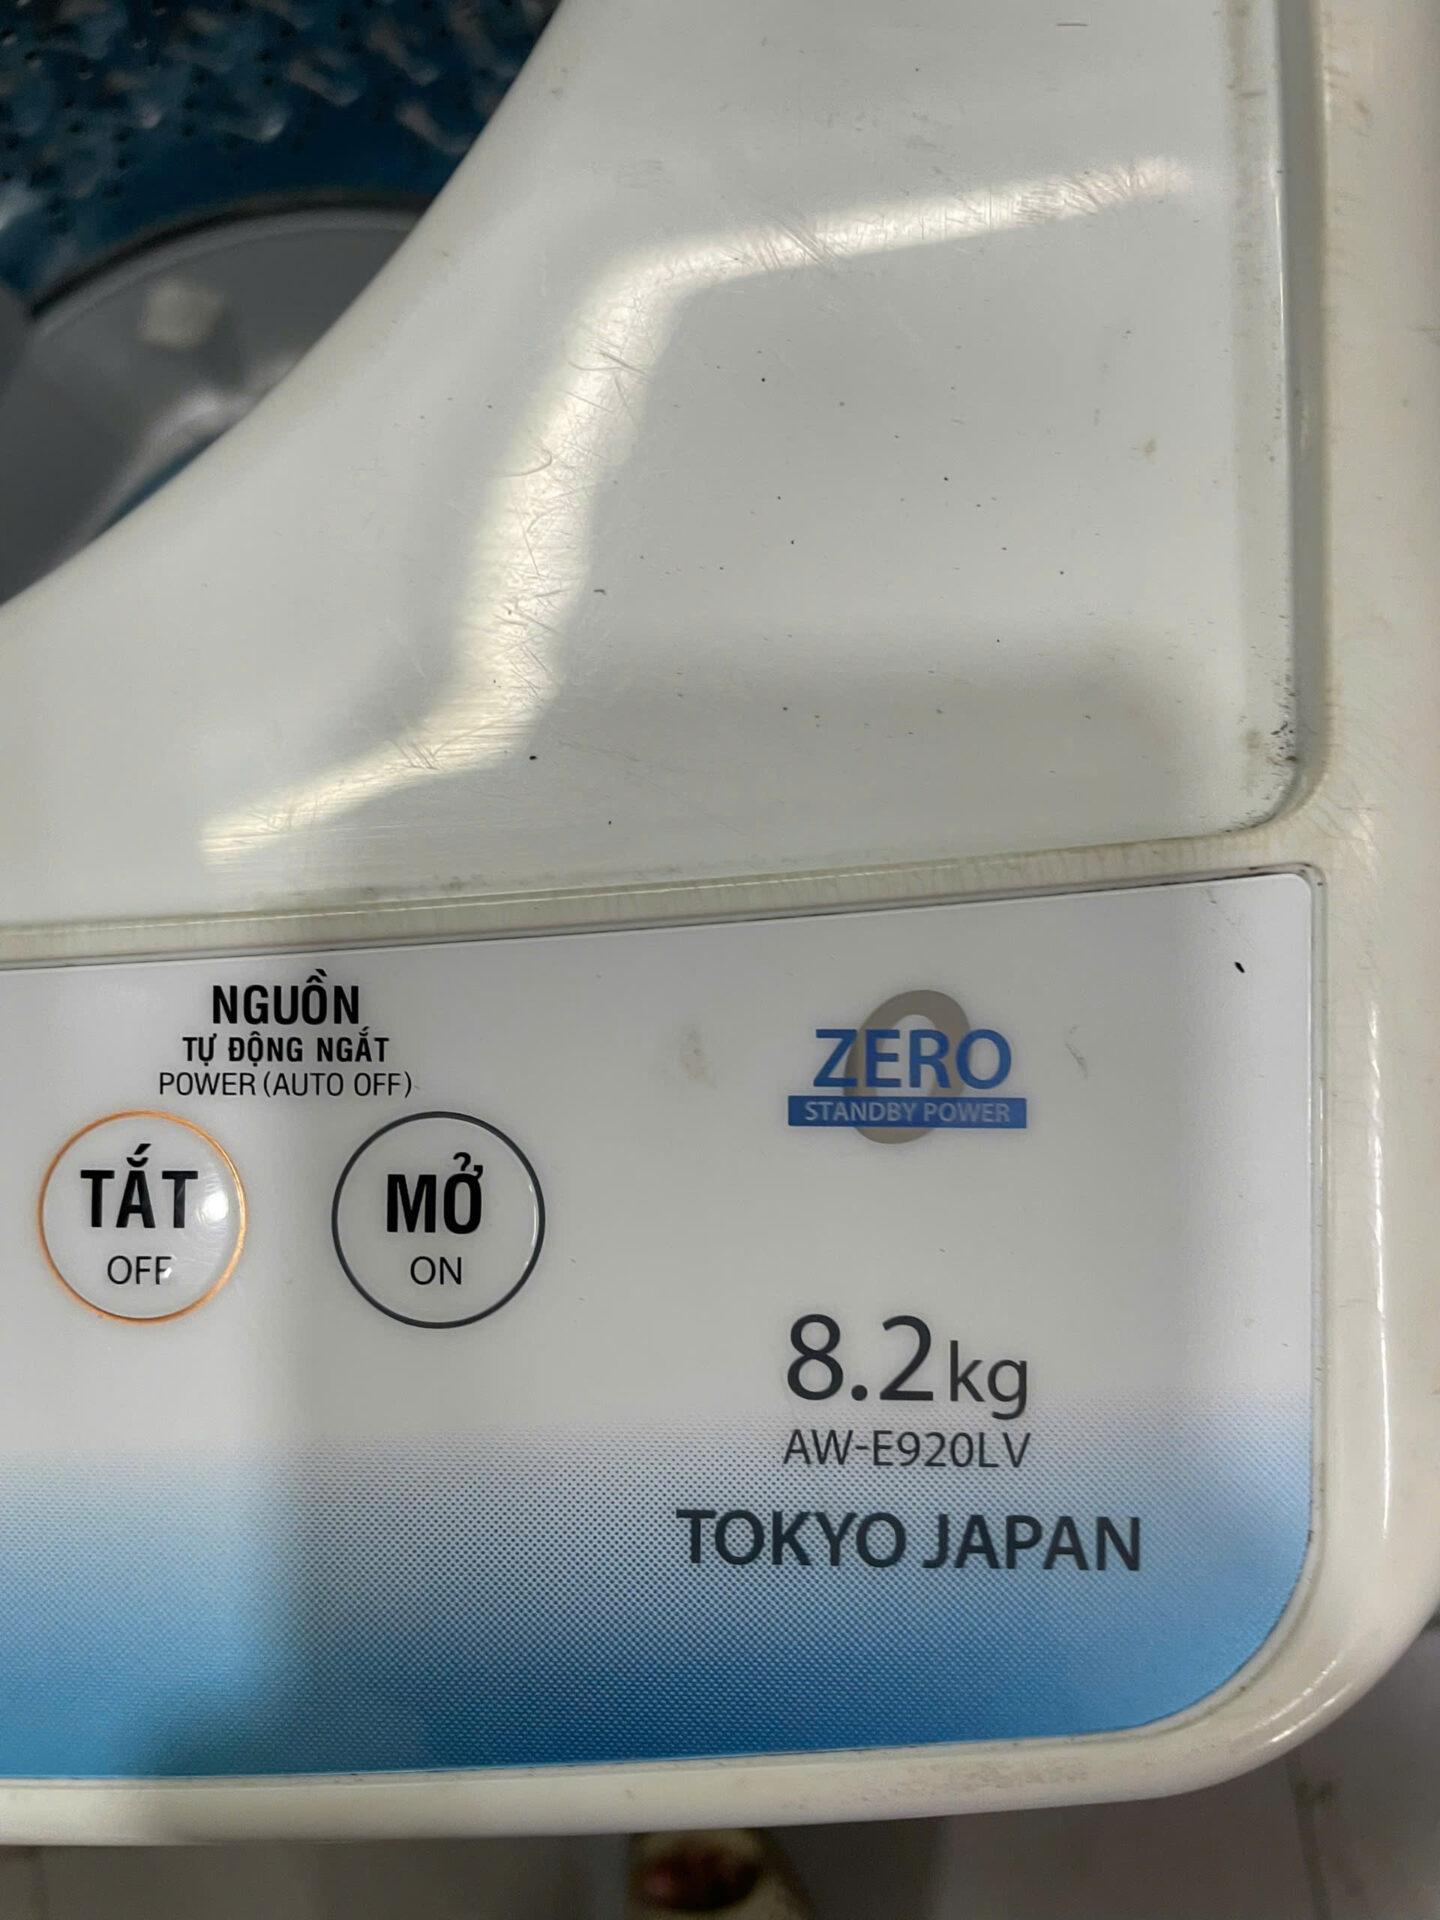 NGUỒN
TỰ ĐỘNG NGẮT
POWER (AUTO OFF)
TẮT
OFF
MỞ
ON
0
ZERO
STANDBY POWER
8.2kg
AW-E920LV
TOKYO JAPAN